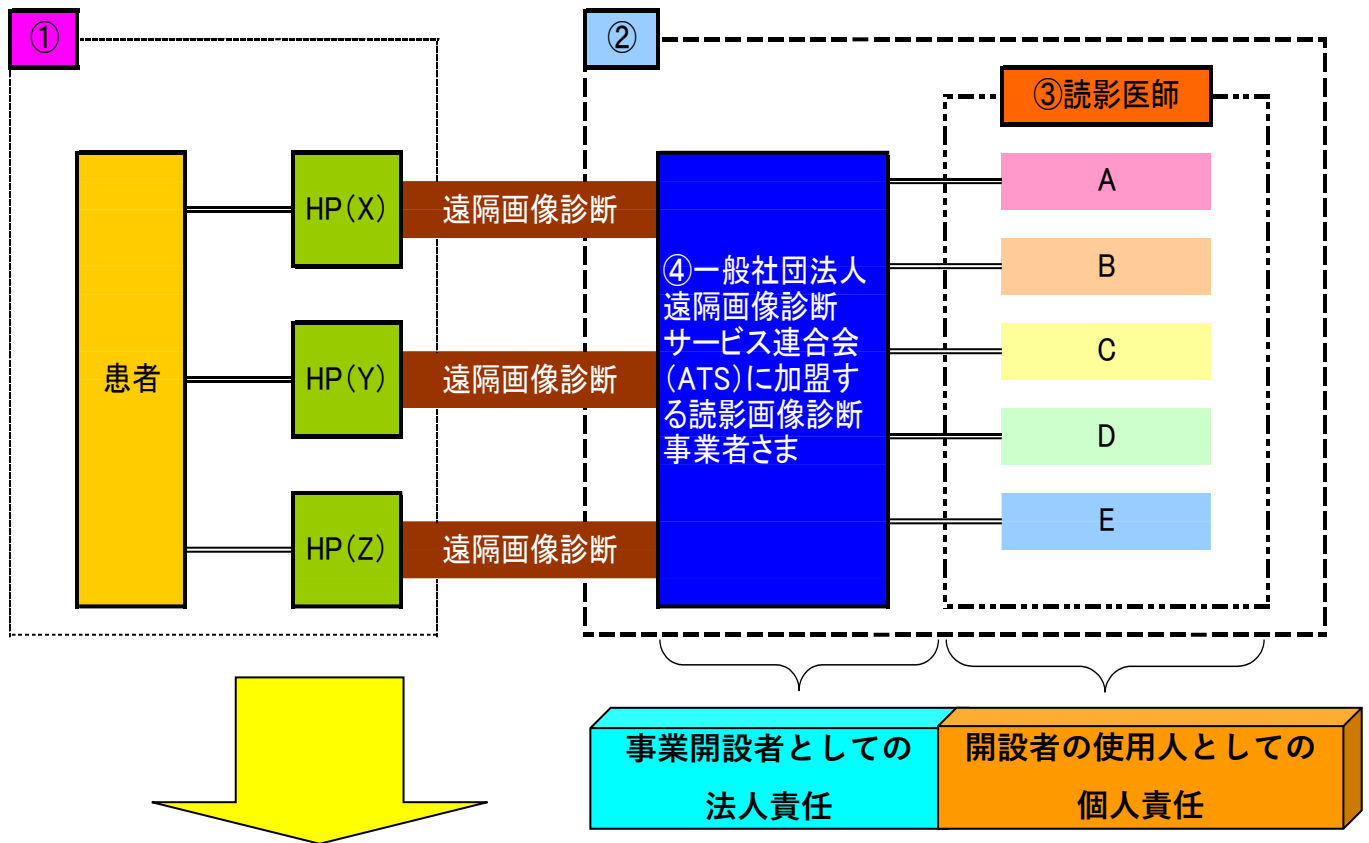 ①
②
③読影医師
患者
HP(X)
遠隔画像診断
HP(Y)
遠隔画像診断
HP(Z)
遠隔画像診断
④一般社団法人
遠隔画像診断
サービス連合会
(ATS)に加盟す
る読影画像診断
事業者さま
A
B
C
D
E
事業開設者としての
法人責任
開設者の使用人としての
個人責任